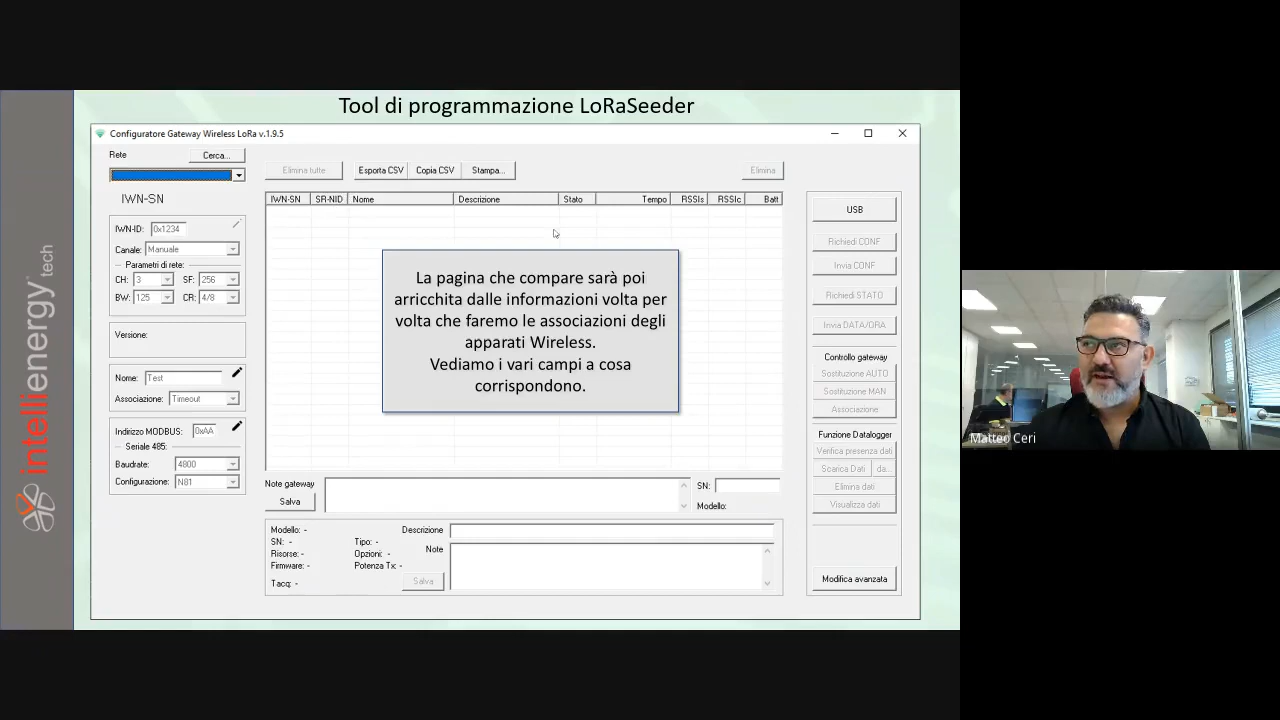 Tool di programmazione LoRaSeeder
Configuratore Gateway Wireless LoRa v.1.9.5
Rete
Cerca...
Elimina tutte
Esporta CSV
Copia CSV
Stampa...
Elimina
IWN-SN
IWN-SN SR-NID Nome Descrizione Stato Tempo RSSIs RSSIc Batt
IWN-ID: 0x1234
Canale: Manuale
Parametri di rete:
CH: 3 SF: 256
BW: 125 CR: 4/8
Versione:
Nome: Test
Associazione: Timeout
Indirizzo MODBUS: 0xAA
Seriale 485:
Baudrate: 4800
Configurazione: N81
La pagina che compare sarà poi
arricchita dalle informazioni volta per
volta che faremo le associazioni degli
apparati Wireless.
Vediamo i vari campi a cosa
corrispondono.
Note gateway
Salva
SN:
Modello:
Modello: -
SN: -
Risorse: -
Firmware: -
Tacq: -
Tipo: -
Opzioni: -
Potenza Tx: -
Descrizione
Note
Salva
USB
Richiedi CONF
Invia CONF
Richiedi STATO
Invia DATA/ORA
Controllo gateway
Sostituzione AUTO
Sostituzione MAN
Associazione
Funzione Datalogger
Verifica presenza dati
Scarica Dati da...
Elimina dati
Visualizza dati
Modifica avanzata
intellienergy tech
Matteo Ceri